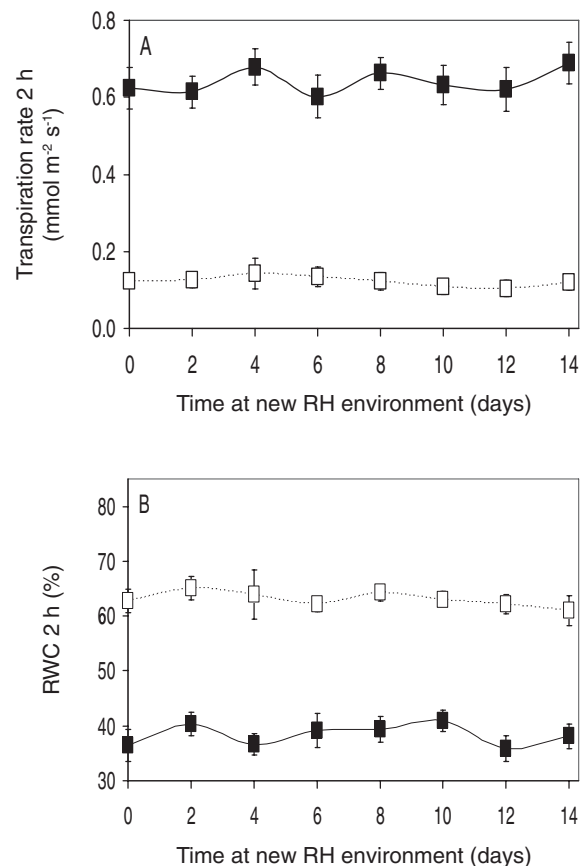 A
Transpiration rate 2 h
(mmol m⁻² s⁻¹)
0.8
0.6
0.4
0.2
0.0
0 2 4 6 8 10 12 14
Time at new RH environment (days)
B
RWC 2 h (%)
80
70
60
50
40
30
0 2 4 6 8 10 12 14
Time at new RH environment (days)